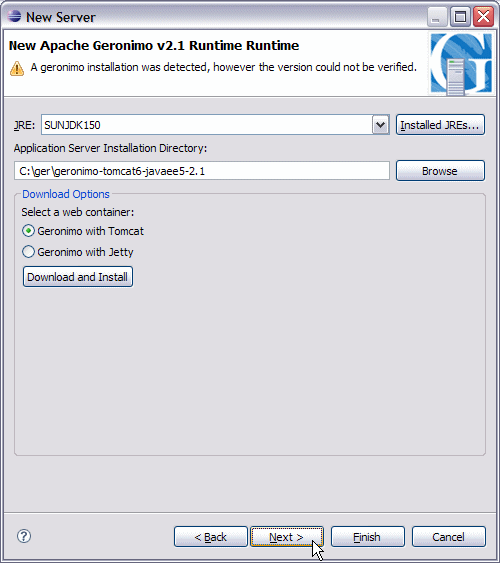 New Server
New Apache Geronimo v2.1 Runtime Runtime
A geronimo installation was detected, however the version could not be verified.
JRE: SUNJDK150 Installed JREs...
Application Server Installation Directory:
C:\ger\geronimo-tomcat6-javaee5-2.1 Browse
Download Options
Select a web container:
Geronimo with Tomcat
Geronimo with Jetty
Download and Install
? < Back Next > Finish Cancel